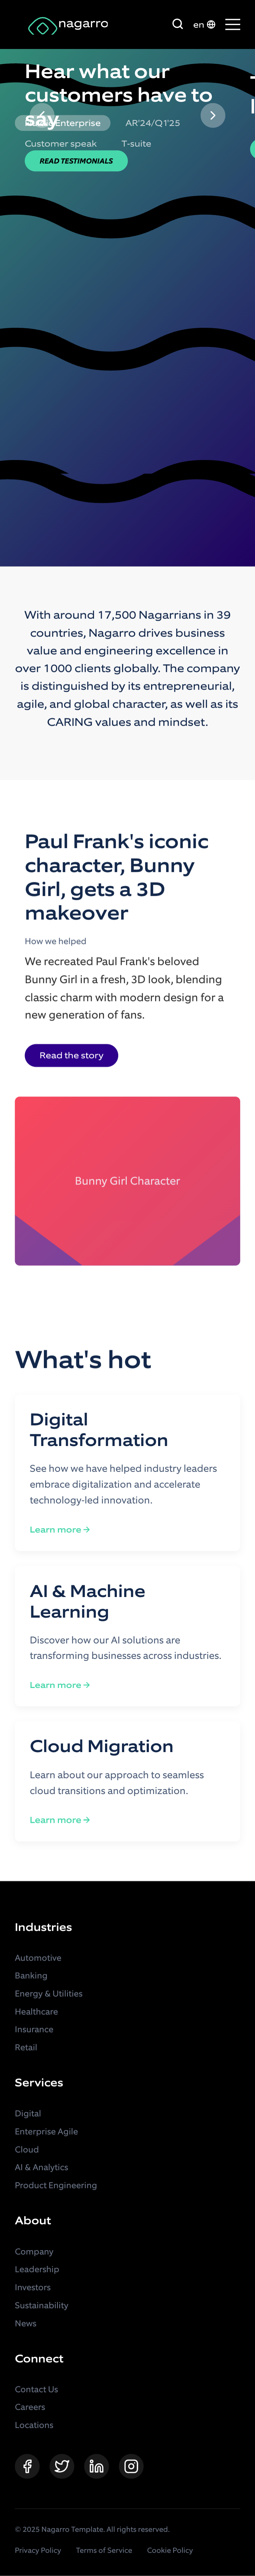 nagarro
en
Hear what our
customers have to
say
Enterprise
AR'24/Q1'25
Customer speak
T-suite
READ TESTIMONIALS
With around 17,500 Nagarrians in 39
countries, Nagarro drives business
value and engineering excellence in
over 1000 clients globally. The company
is distinguished by its entrepreneurial,
agile, and global character, as well as its
CARING values and mindset.
Paul Frank's iconic
character, Bunny
Girl, gets a 3D
makeover
How we helped
We recreated Paul Frank's beloved
Bunny Girl in a fresh, 3D look, blending
classic charm with modern design for a
new generation of fans.
Read the story
Bunny Girl Character
What's hot
Digital
Transformation
See how we have helped industry leaders
embrace digitalization and accelerate
technology-led innovation.
Learn more →
AI & Machine
Learning
Discover how our AI solutions are
transforming businesses across industries.
Learn more →
Cloud Migration
Learn about our approach to seamless
cloud transitions and optimization.
Learn more →
Industries
Automotive
Banking
Energy & Utilities
Healthcare
Insurance
Retail
Services
Digital
Enterprise Agile
Cloud
AI & Analytics
Product Engineering
About
Company
Leadership
Investors
Sustainability
News
Connect
Contact Us
Careers
Locations
© 2025 Nagarro Template. All rights reserved.
Privacy Policy
Terms of Service
Cookie Policy